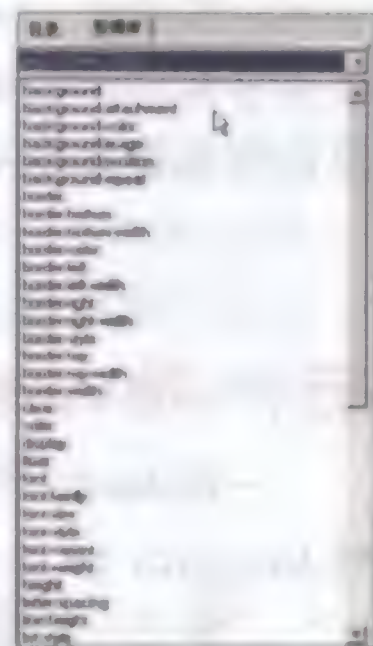 background
background-attachment
background-color
background-image
background-position
background-repeat
border
border-bottom
border-bottom-width
border-color
border-left
border-left-width
border-right
border-right-width
border-style
border-top
border-top-width
border-width
clear
color
display
float
font
font-family
font-size
font-style
font-variant
font-weight
height
letter-spacing
line-height
list-style